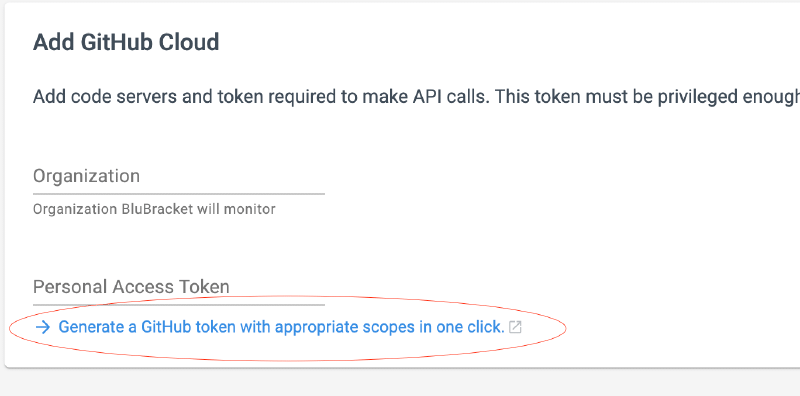 Add GitHub Cloud
Add code servers and token required to make API calls. This token must be privileged enough
Organization
Organization BluBracket will monitor
Personal Access Token
Generate a GitHub token with appropriate scopes in one click.